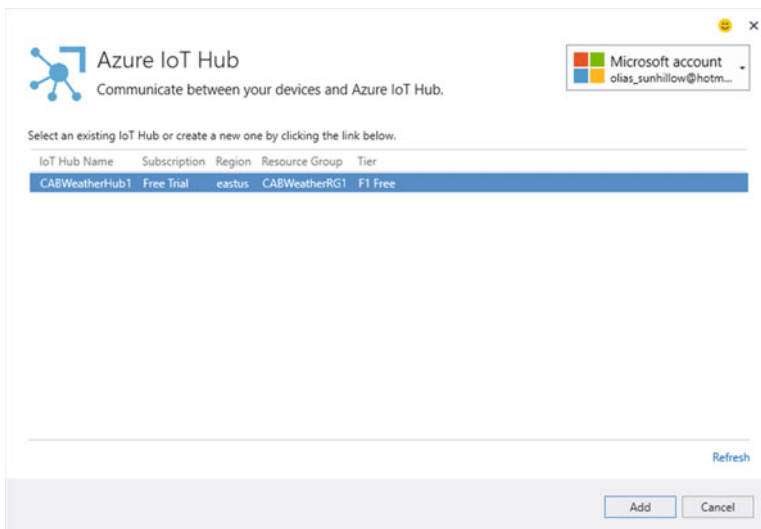 Azure IoT Hub
Communicate between your devices and Azure IoT Hub.
Microsoft account
olias_sunhillow@hotm...
Select an existing IoT Hub or create a new one by clicking the link below.
IoT Hub Name Subscription Region Resource Group Tier
CABWeatherHub1 Free Trial eastus CABWeatherRG1 F1 Free
Refresh
Add Cancel